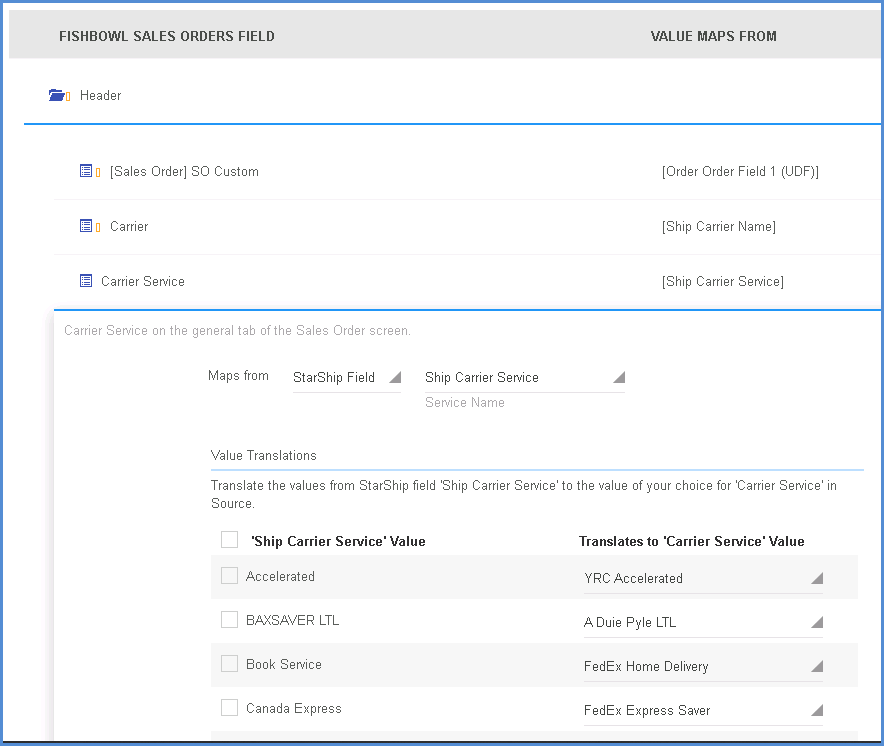 FISHBOWL SALES ORDERS FIELD VALUE MAPS FROM
Header
[Sales Order] SO Custom [Order Order Field 1 (UDF)]
Carrier [Ship Carrier Name]
Carrier Service [Ship Carrier Service]
Carrier Service on the general tab of the Sales Order screen.
Maps from StarShip Field Ship Carrier Service
Service Name
Value Translations
Translate the values from StarShip field 'Ship Carrier Service' to the value of your choice for 'Carrier Service' in
Source.
'Ship Carrier Service' Value Translates to 'Carrier Service' Value
Accelerated YRC Accelerated
BAXSAVER LTL A Duie Pyle LTL
Book Service FedEx Home Delivery
Canada Express FedEx Express Saver